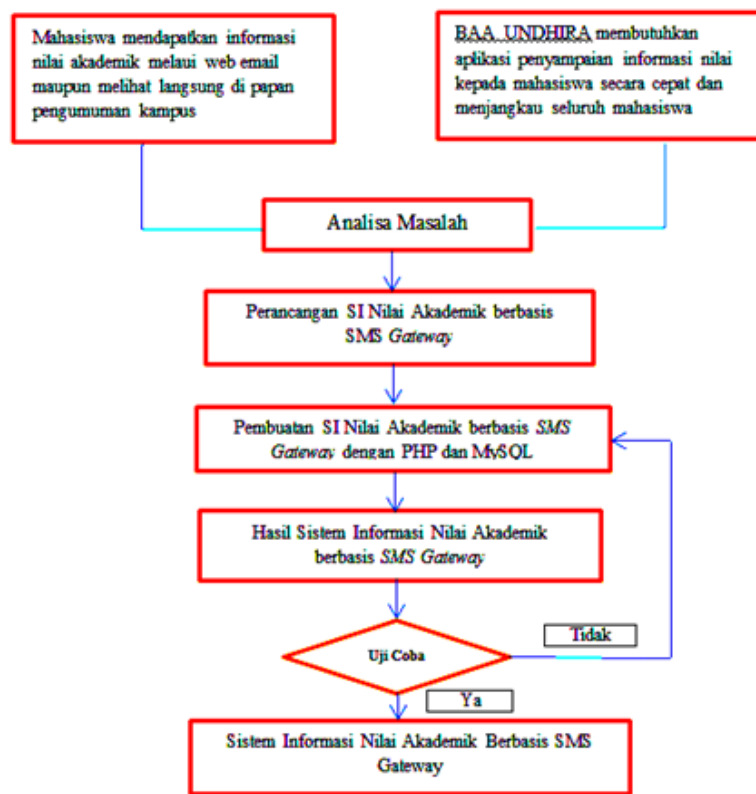 Mahasiswa mendapatkan informasi
nilai akademik melaui web email
maupun melihat langsung di papan
pengumuman kampus
BAA UNDHIRA membutuhkan
aplikasi penyampaian informasi nilai
kepada mahasiswa secara cepat dan
menjangkau seluruh mahasiswa
Analisa Masalah
Perancangan SI Nilai Akademik berbasis
SMS Gateway
Pembuatan SI Nilai Akademik berbasis SMS
Gateway dengan PHP dan MySQL
Hasil Sistem Informasi Nilai Akademik
berbasis SMS Gateway
Uji Coba
Tidak
Ya
Sistem Informasi Nilai Akademik Berbasis SMS
Gateway